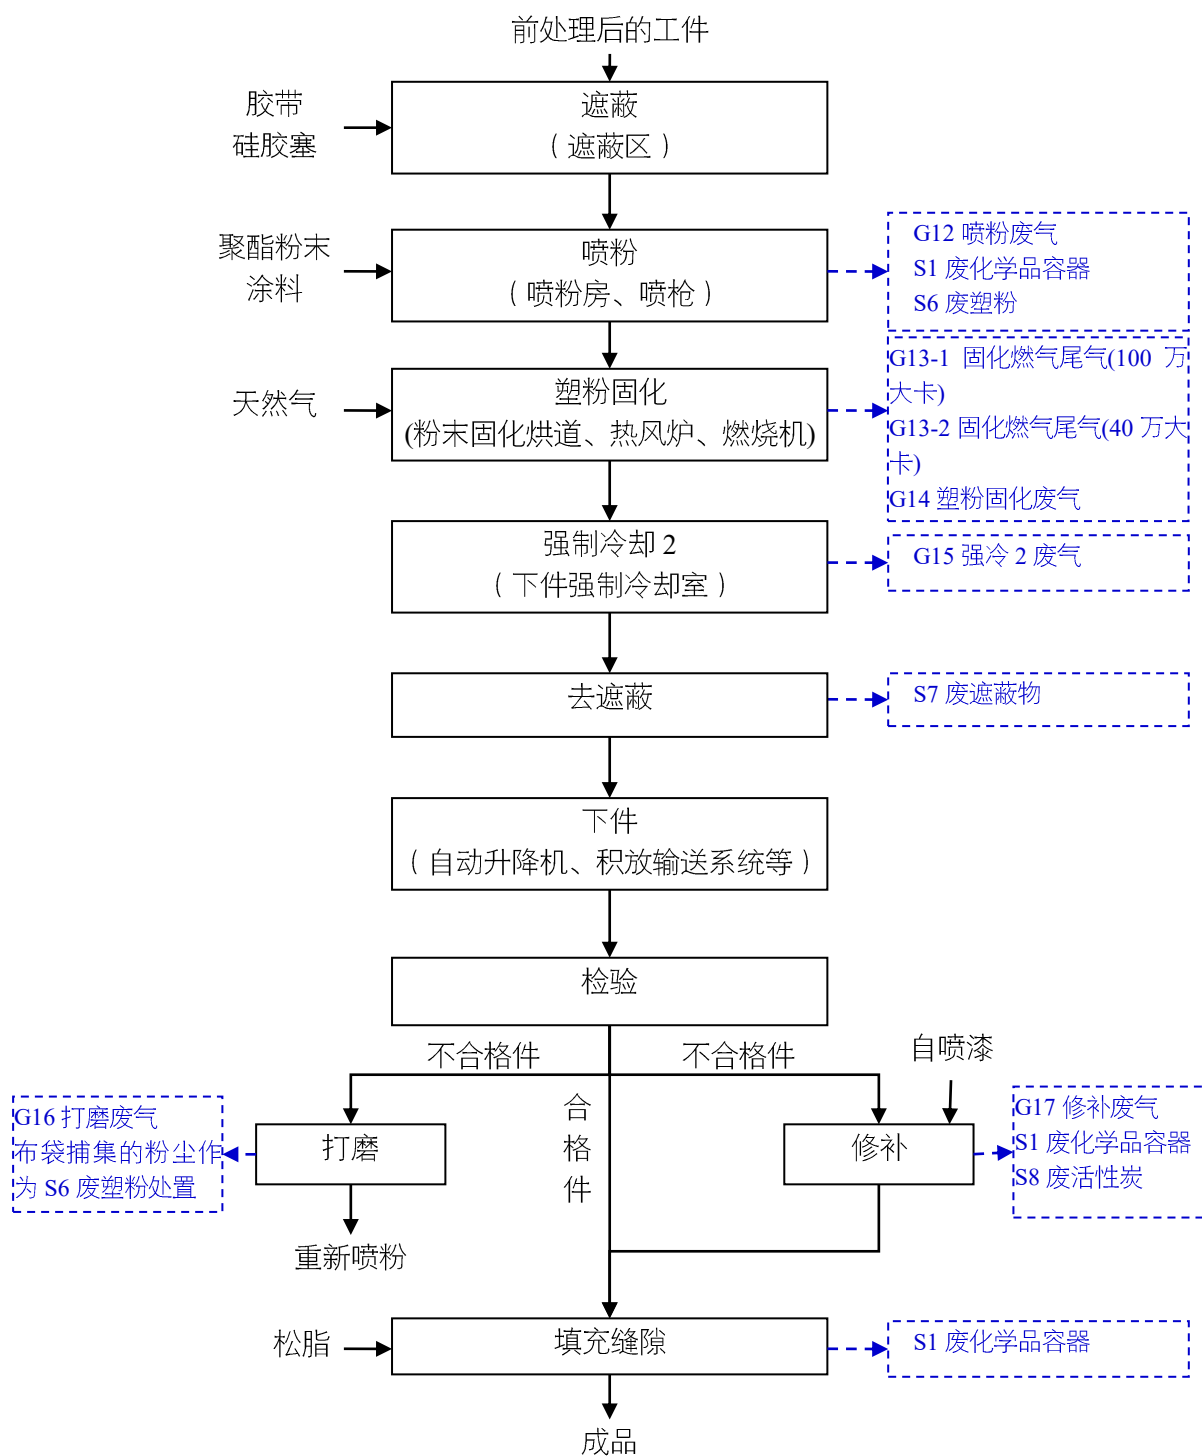 前处理后的工件
胶带
硅胶塞
遮蔽
（遮蔽区）
聚酯粉末
涂料
喷粉
（喷粉房、喷枪）
G12 喷粉废气
S1 废化学品容器
S6 废塑粉
天然气
塑粉固化
(粉末固化烘道、热风炉、燃烧机)
G13-1 固化燃气尾气(100 万
大卡)
G13-2 固化燃气尾气(40 万大
卡)
G14 塑粉固化废气
强制冷却 2
（下件强制冷却室）
G15 强冷 2 废气
去遮蔽
S7 废遮蔽物
下件
（自动升降机、积放输送系统等）
检验
不合格件
不合格件
自喷漆
合
格
件
G16 打磨废气
布袋捕集的粉尘作
为 S6 废塑粉处置
打磨
修补
G17 修补废气
S1 废化学品容器
S8 废活性炭
重新喷粉
松脂
填充缝隙
S1 废化学品容器
成品